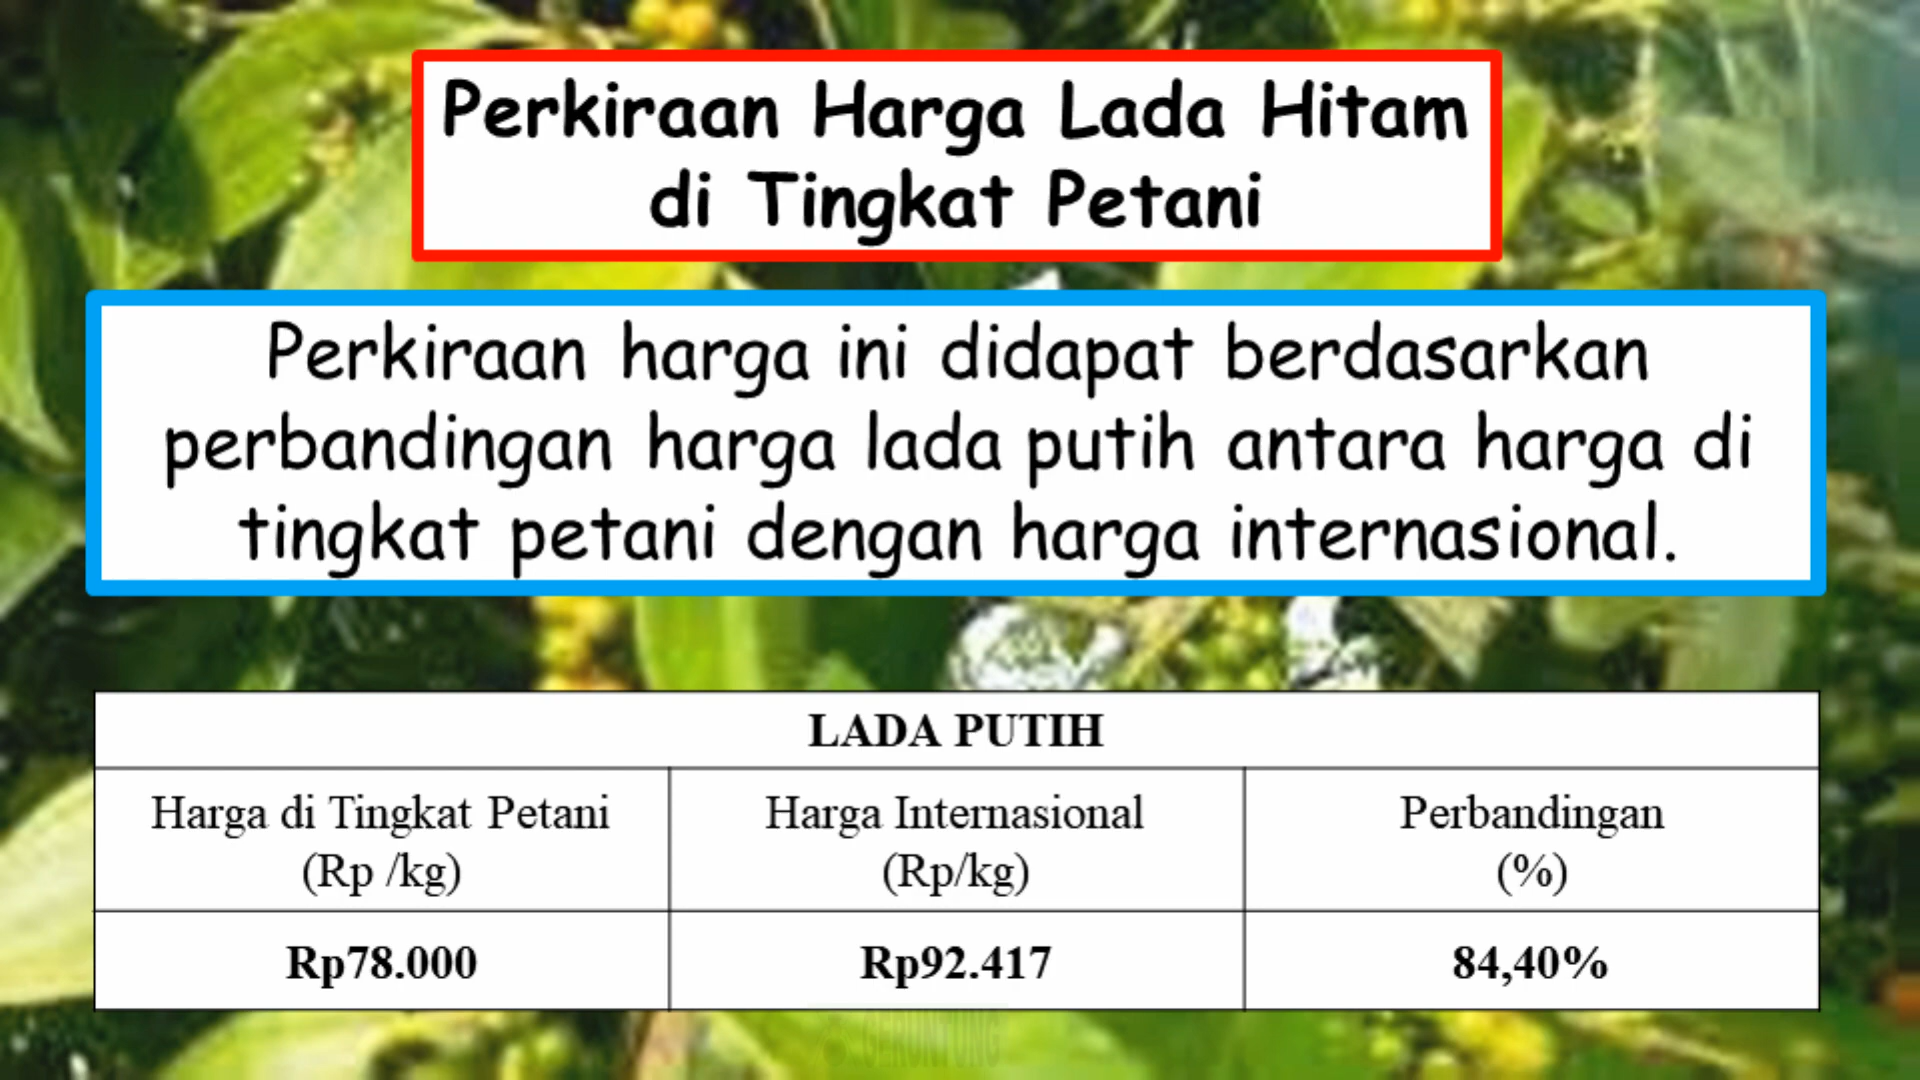 Perkiraan Harga Lada Hitam
di Tingkat Petani
Perkiraan harga ini didapat berdasarkan
perbandingan harga lada putih antara harga di
tingkat petani dengan harga internasional.
LADA PUTIH
Harga di Tingkat Petani
(Rp /kg)
Harga Internasional
(Rp/kg)
Perbandingan
(%)
Rp78.000
Rp92.417
84,40%